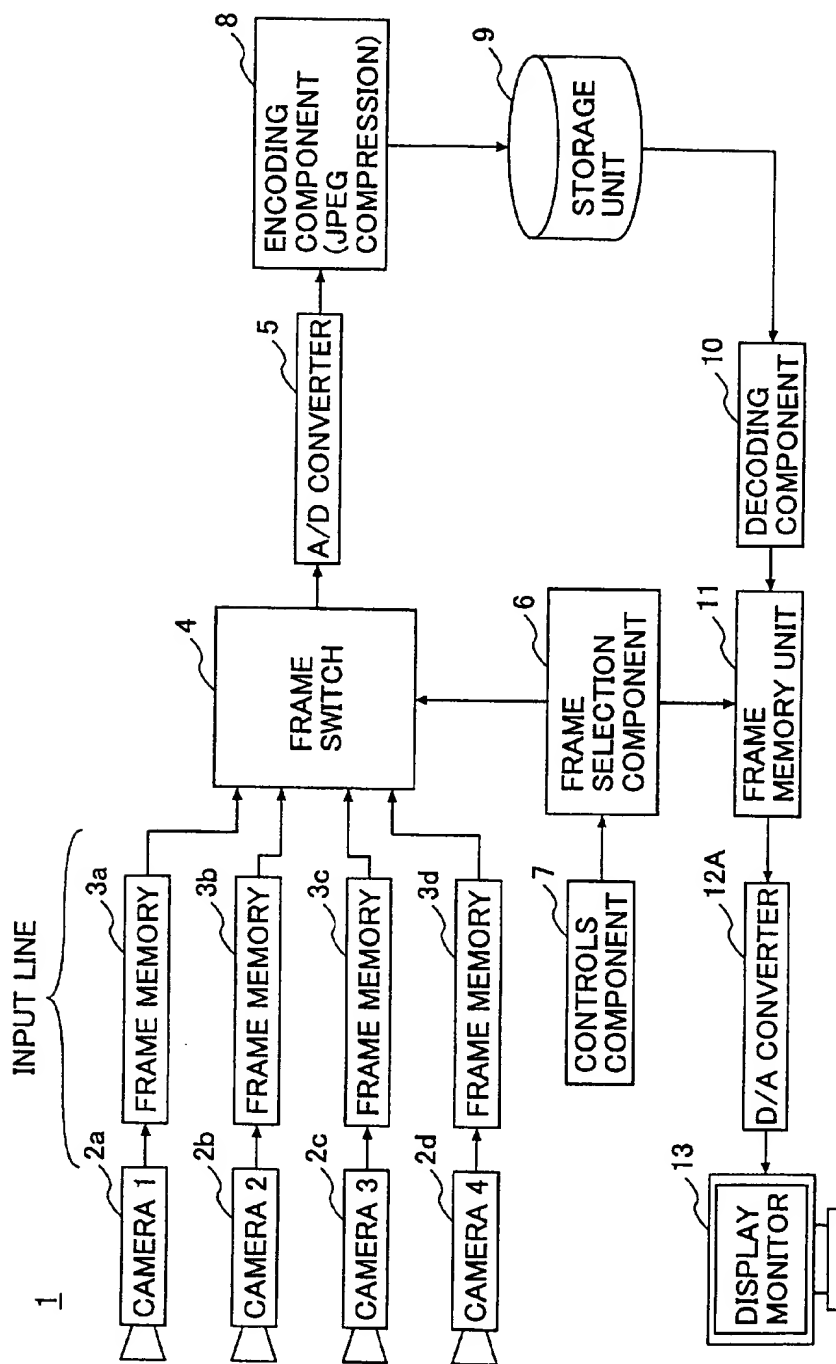 1
INPUT LINE
2a
CAMERA 1
3a
FRAME MEMORY
2b
CAMERA 2
3b
FRAME MEMORY
2c
CAMERA 3
3c
FRAME MEMORY
2d
CAMERA 4
3d
FRAME MEMORY
4
FRAME
SWITCH
5
A/D CONVERTER
8
ENCODING
COMPONENT
(JPEG
COMPRESSION)
9
STORAGE
UNIT
7
CONTROLS
COMPONENT
6
FRAME
SELECTION
COMPONENT
10
DECODING
COMPONENT
11
FRAME
MEMORY UNIT
12A
D/A CONVERTER
13
DISPLAY
MONITOR